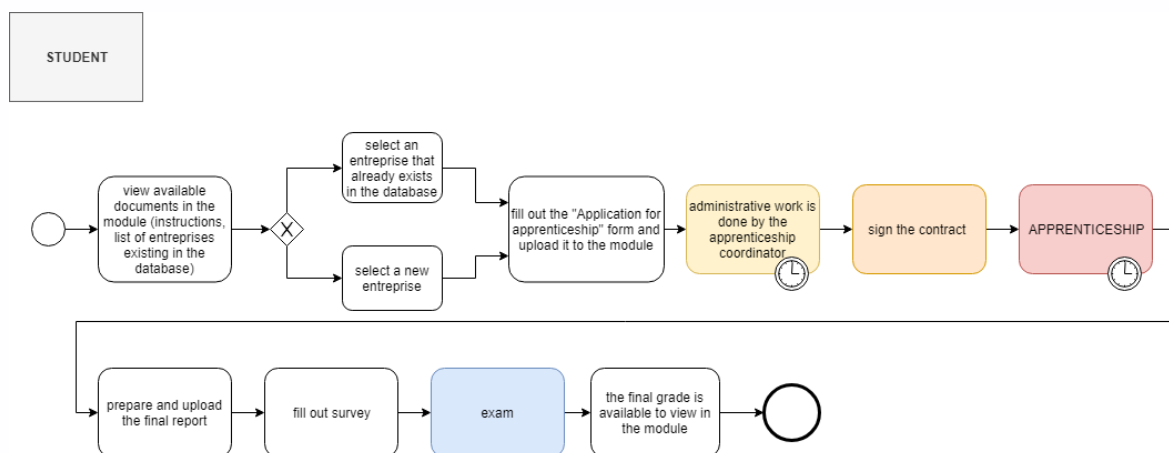 STUDENT
view available
documents in the
module (instructions,
list of entreprises
existing in the
database)
X
select an
entreprise that
already exists
in the database
select a new
entreprise
fill out the "Application for
apprenticeship" form and
upload it to the module
administrative work is
done by the
apprenticeship
coordinator
sign the contract
APPRENTICESHIP
prepare and upload
the final report
fill out survey
exam
the final grade is
available to view in
the module